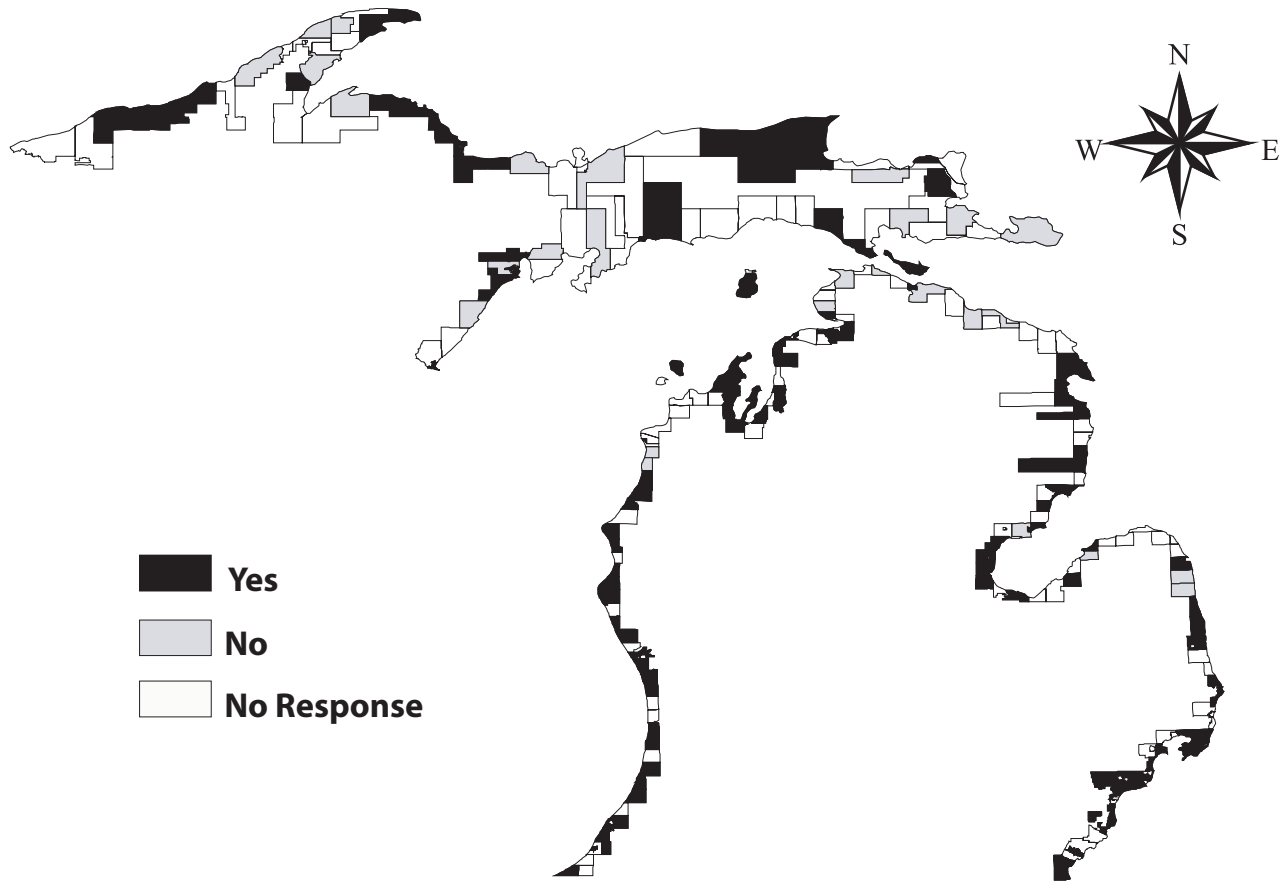 N
W E
S
Yes
No
No Response